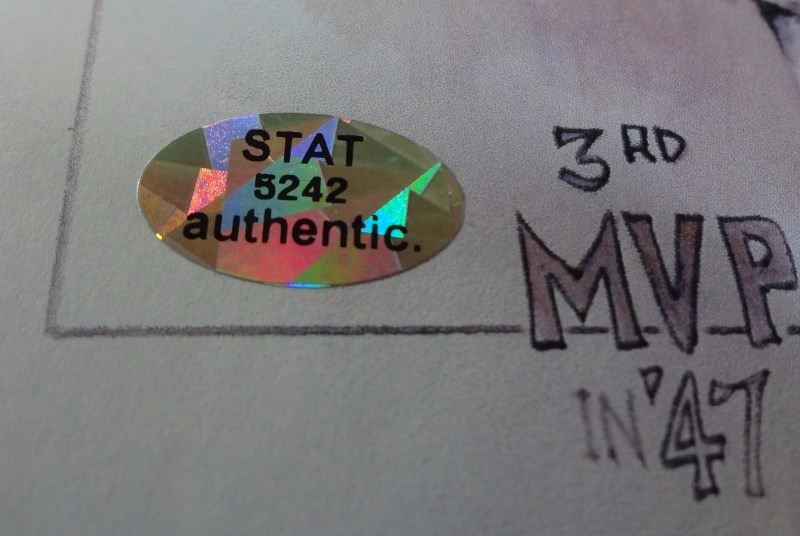 STAT
5242
authentic.
3RD
MVP
IN '47